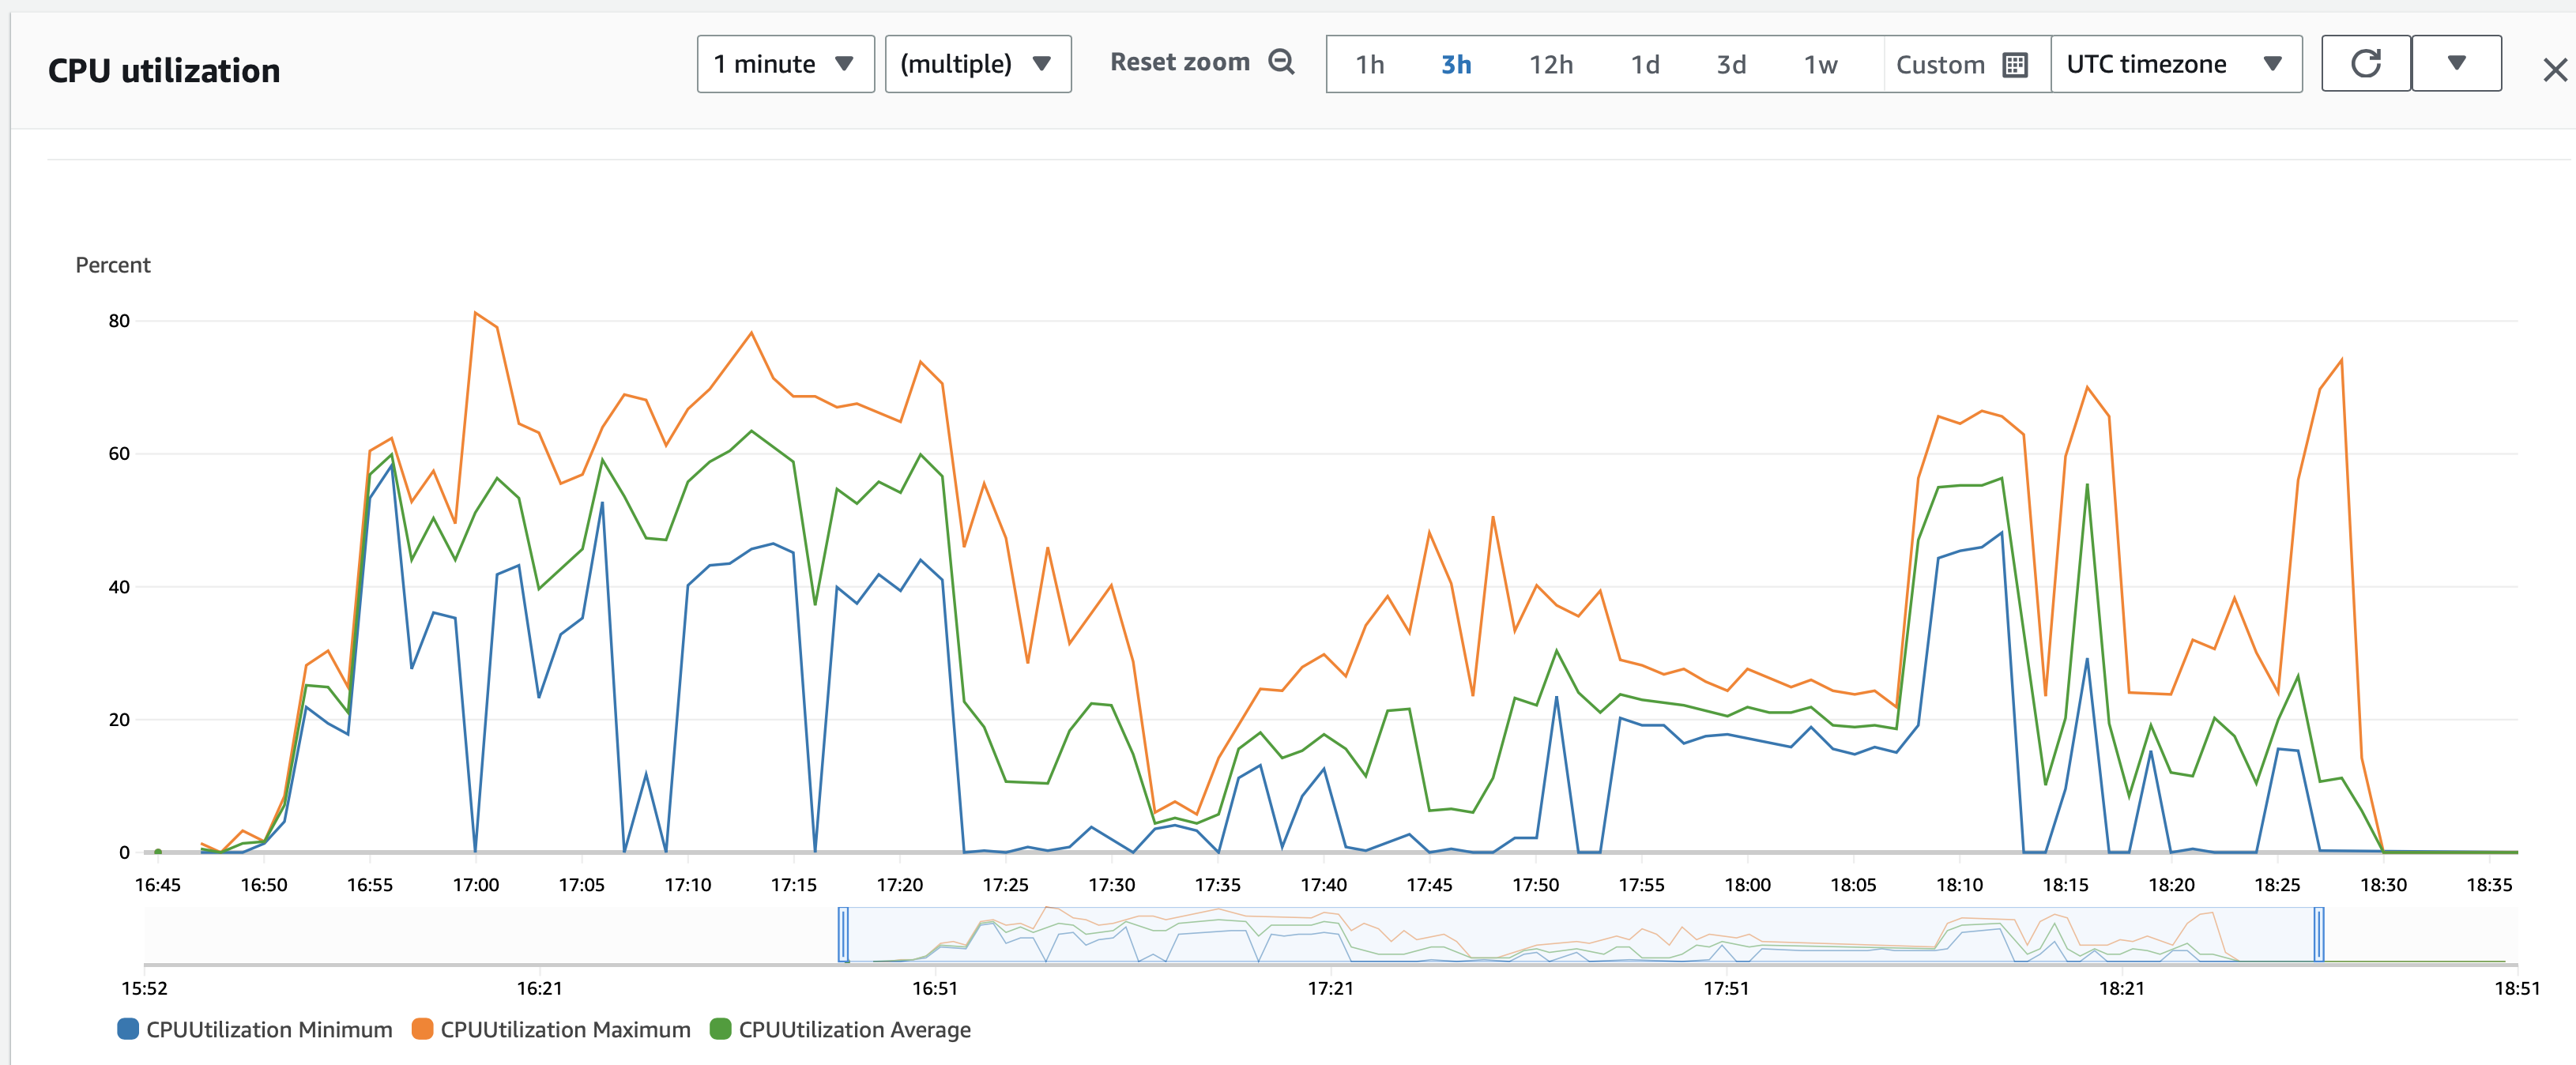 CPU utilization
1 minute (multiple) Reset zoom 1h 3h 12h 1d 3d 1w Custom UTC timezone
Percent
80
60
40
20
0
16:45 16:50 16:55 17:00 17:05 17:10 17:15 17:20 17:25 17:30 17:35 17:40 17:45 17:50 17:55 18:00 18:05 18:10 18:15 18:20 18:25 18:30 18:35
15:52 16:21 16:51 17:21 17:51 18:21 18:51
CPUUtilization Minimum CPUUtilization Maximum CPUUtilization Average